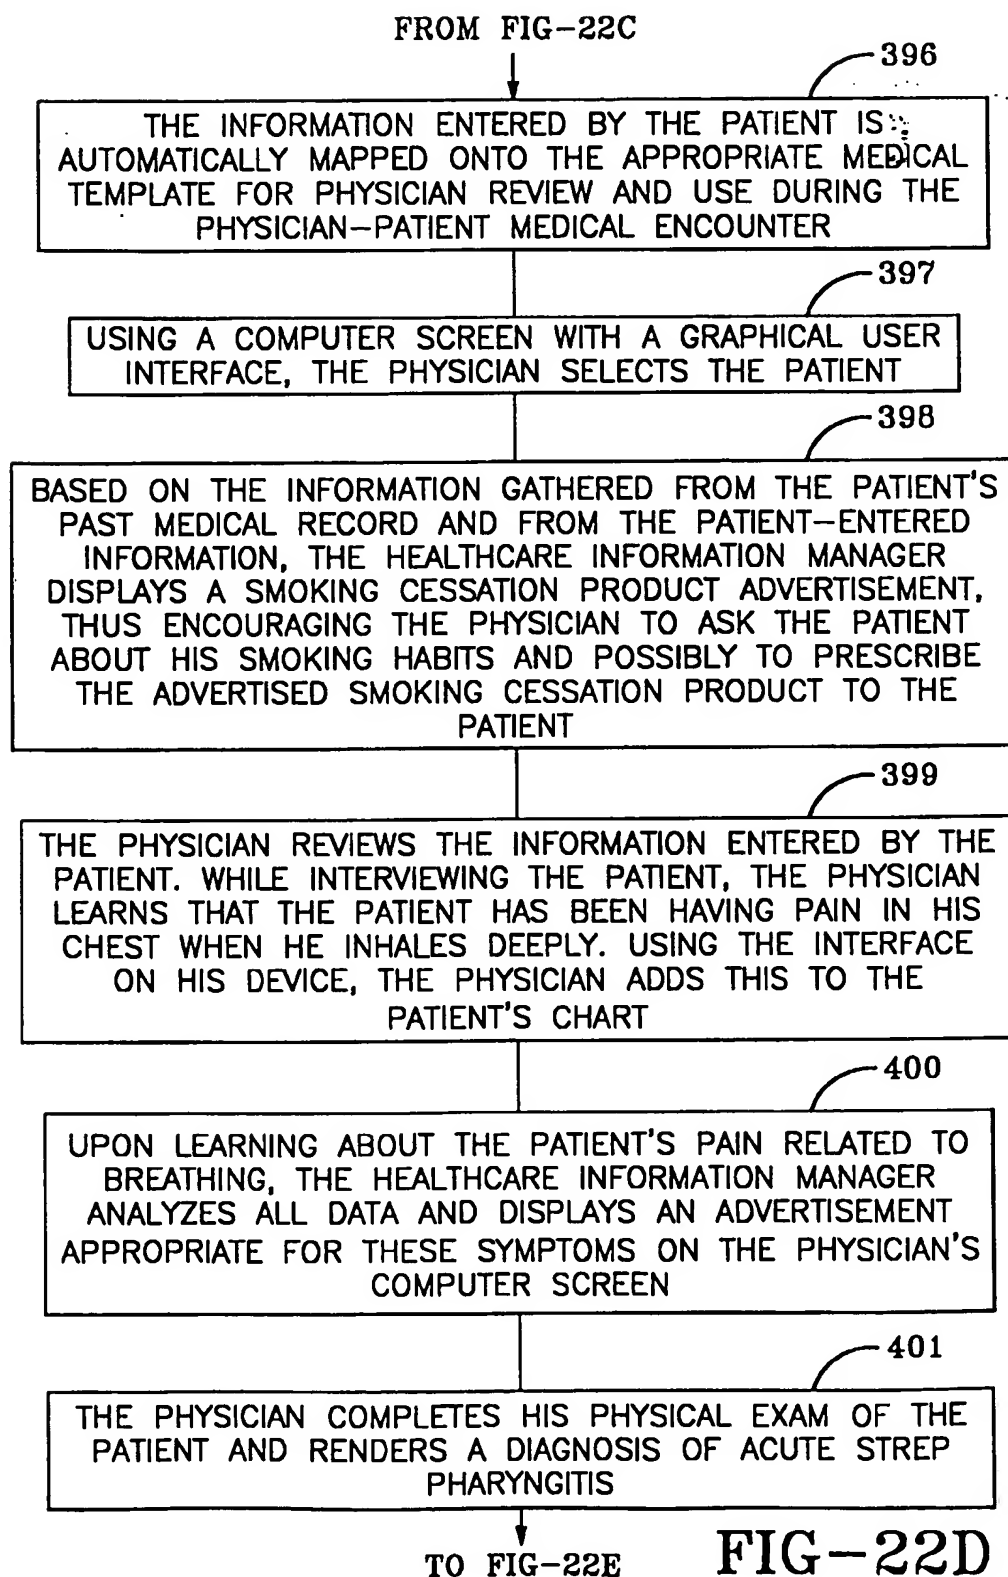 FROM FIG-22C
396
THE INFORMATION ENTERED BY THE PATIENT IS
AUTOMATICALLY MAPPED ONTO THE APPROPRIATE MEDICAL
TEMPLATE FOR PHYSICIAN REVIEW AND USE DURING THE
PHYSICIAN-PATIENT MEDICAL ENCOUNTER
397
USING A COMPUTER SCREEN WITH A GRAPHICAL USER
INTERFACE, THE PHYSICIAN SELECTS THE PATIENT
398
BASED ON THE INFORMATION GATHERED FROM THE PATIENT'S
PAST MEDICAL RECORD AND FROM THE PATIENT-ENTERED
INFORMATION, THE HEALTHCARE INFORMATION MANAGER
DISPLAYS A SMOKING CESSATION PRODUCT ADVERTISEMENT,
THUS ENCOURAGING THE PHYSICIAN TO ASK THE PATIENT
ABOUT HIS SMOKING HABITS AND POSSIBLY TO PRESCRIBE
THE ADVERTISED SMOKING CESSATION PRODUCT TO THE
PATIENT
399
THE PHYSICIAN REVIEWS THE INFORMATION ENTERED BY THE
PATIENT. WHILE INTERVIEWING THE PATIENT, THE PHYSICIAN
LEARNS THAT THE PATIENT HAS BEEN HAVING PAIN IN HIS
CHEST WHEN HE INHALES DEEPLY. USING THE INTERFACE
ON HIS DEVICE, THE PHYSICIAN ADDS THIS TO THE
PATIENT'S CHART
400
UPON LEARNING ABOUT THE PATIENT'S PAIN RELATED TO
BREATHING, THE HEALTHCARE INFORMATION MANAGER
ANALYZES ALL DATA AND DISPLAYS AN ADVERTISEMENT
APPROPRIATE FOR THESE SYMPTOMS ON THE PHYSICIAN'S
COMPUTER SCREEN
401
THE PHYSICIAN COMPLETES HIS PHYSICAL EXAM OF THE
PATIENT AND RENDERS A DIAGNOSIS OF ACUTE STREP
PHARYNGITIS
TO FIG-22E
FIG-22D